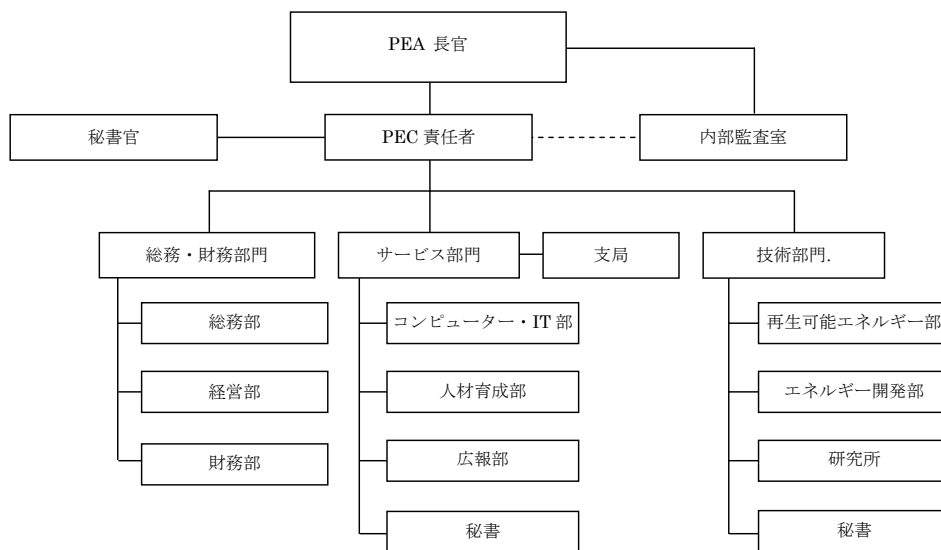 PEA 長官
秘書官
PEC 責任者
内部監査室
総務・財務部門
サービス部門
支局
技術部門.
総務部
コンピューター・IT 部
再生可能エネルギー部
経営部
人材育成部
エネルギー開発部
財務部
広報部
研究所
秘書
秘書